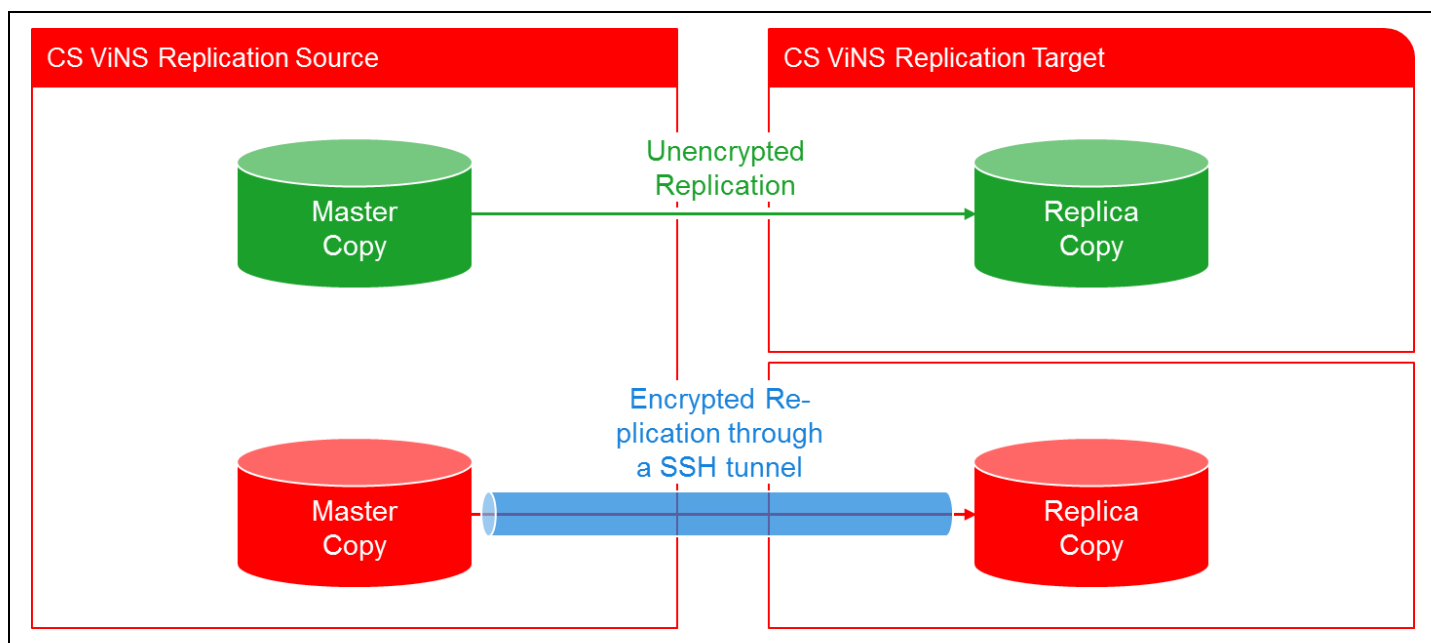 CS ViNS Replication Source
CS ViNS Replication Target
Unencrypted
Replication
Master
Copy
Replica
Copy
Encrypted Re-
plication through
a SSH tunnel
Master
Copy
Replica
Copy